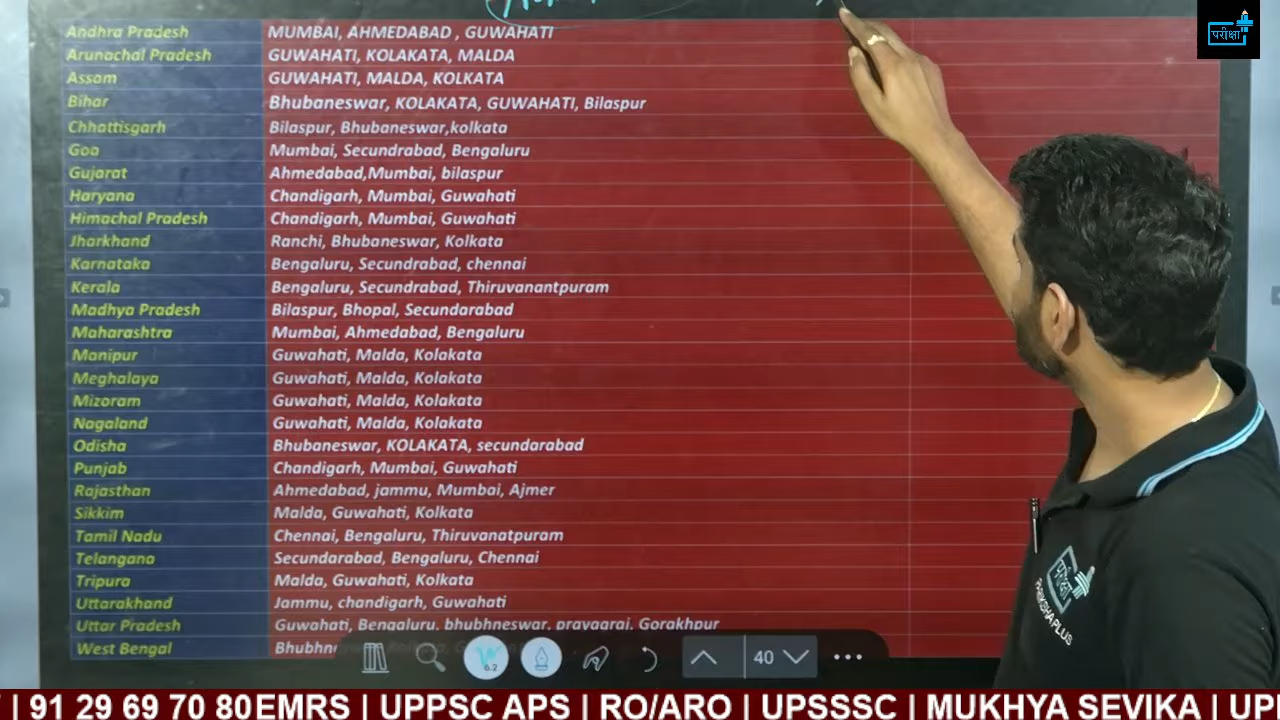 परीक्षा
Andhra Pradesh MUMBAI, AHMEDABAD , GUWAHATI
Arunachal Pradesh GUWAHATI, KOLAKATA, MALDA
Assam GUWAHATI, MALDA, KOLKATA
Bihar Bhubaneswar, KOLAKATA, GUWAHATI, Bilaspur
Chhattisgarh Bilaspur, Bhubaneswar,kolkata
Goa Mumbai, Secundrabad, Bengaluru
Gujarat Ahmedabad,Mumbai, bilaspur
Haryana Chandigarh, Mumbai, Guwahati
Himachal Pradesh Chandigarh, Mumbai, Guwahati
Jharkhand Ranchi, Bhubaneswar, Kolkata
Karnataka Bengaluru, Secundrabad, chennai
Kerala Bengaluru, Secundrabad, Thiruvanantpuram
Madhya Pradesh Bilaspur, Bhopal, Secundarabad
Maharashtra Mumbai, Ahmedabad, Bengaluru
Manipur Guwahati, Malda, Kolakata
Meghalaya Guwahati, Malda, Kolakata
Mizoram Guwahati, Malda, Kolakata
Nagaland Guwahati, Malda, Kolakata
Odisha Bhubaneswar, KOLAKATA, secundarabad
Punjab Chandigarh, Mumbai, Guwahati
Rajasthan Ahmedabad, jammu, Mumbai, Ajmer
Sikkim Malda, Guwahati, Kolkata
Tamil Nadu Chennai, Bengaluru, Thiruvanatpuram
Telangana Secundarabad, Bengaluru, Chennai
Tripura Malda, Guwahati, Kolkata
Uttarakhand Jammu, chandigarh, Guwahati
Uttar Pradesh Guwahati, Bengaluru, bhubhneswar, prayagraj, Gorakhpur
West Bengal
6.2
40
परीक्षा
PARIKSHA PLUS
| 91 29 69 70 80EMRS | UPPSC APS | RO/ARO | UPSSSC | MUKHYA SEVIKA | UP